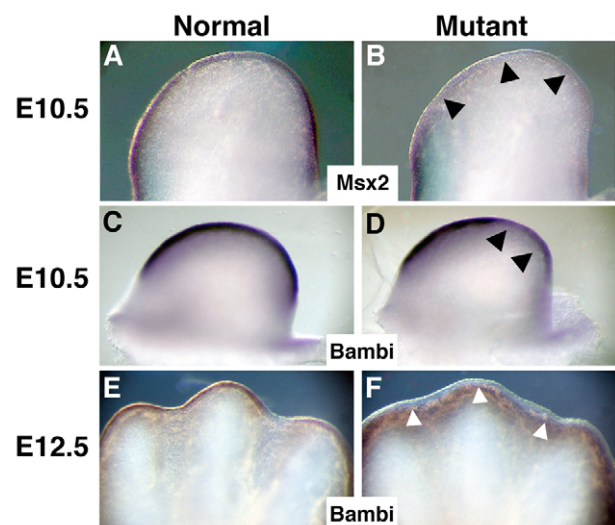 Normal Mutant
A B
E10.5
Msx2
C D
E10.5
Bambi
E F
E12.5
Bambi